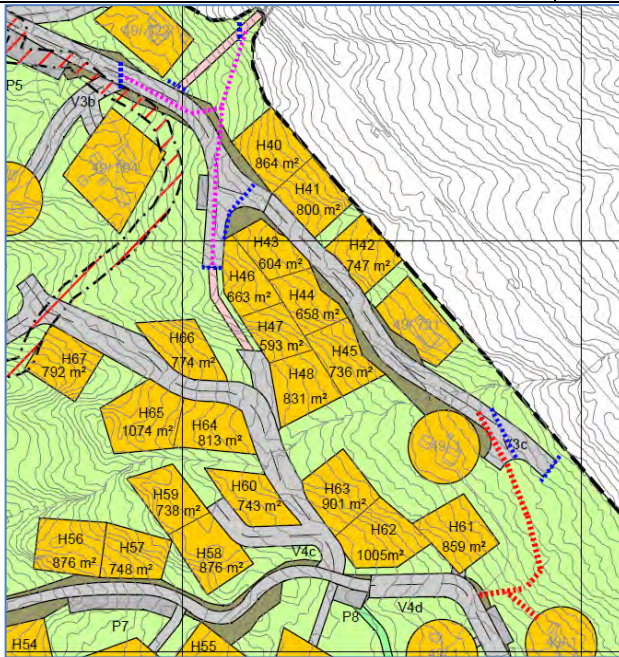 P5
V3b
H40
864 m²
H41
800 m²
H42
747 m²
H43
604 m²
H46
663 m²
H44
658 m²
H47
593 m²
H45
736 m²
H48
831 m²
49/721
H66
774 m²
H67
792 m²
H65
1074 m²
H64
813 m²
V3c
H59
738 m²
H60
743 m²
H63
901 m²
H62
1005m²
H61
859 m²
H56
876 m²
H57
748 m²
H58
876 m²
V4c
V4d
P7
P8
H54
H55